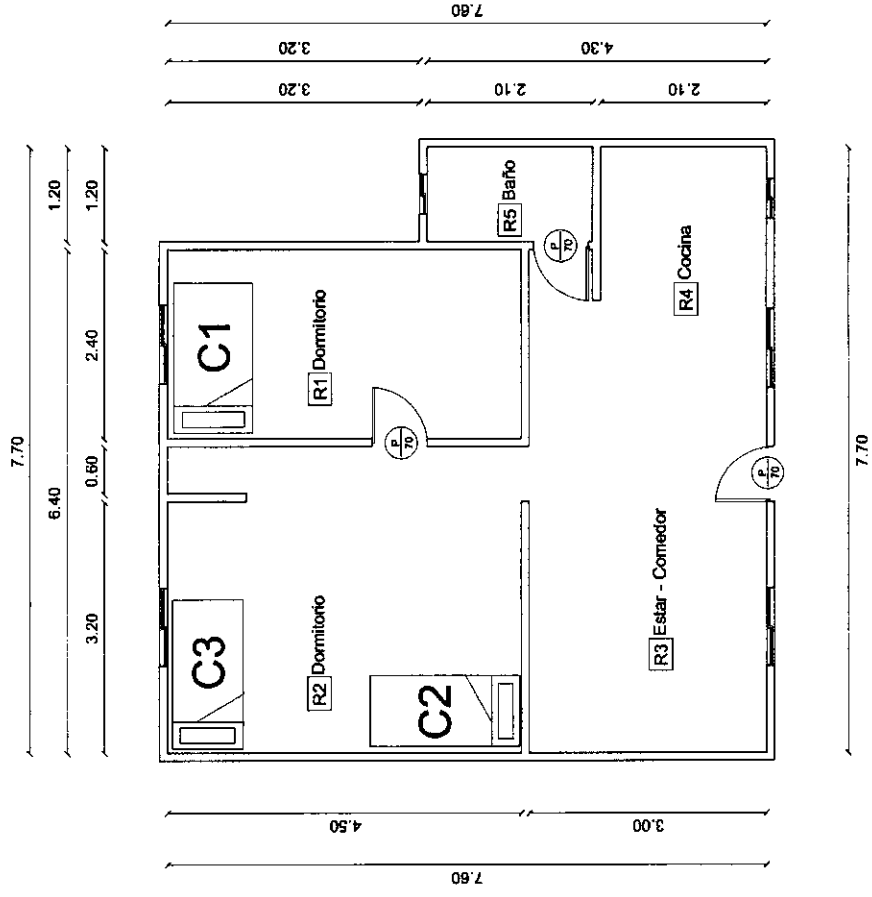 7.60
3.20
4.30
3.20
2.10
2.10
7.70
6.40
1.20
3.20
0.60
2.40
1.20
C1
R1 Dormitorio
P
70
C3
R2 Dormitorio
C2
R5 Baño
P
70
R4 Cocina
R3 Estar - Comedor
P
70
4.50
3.00
7.60
7.70